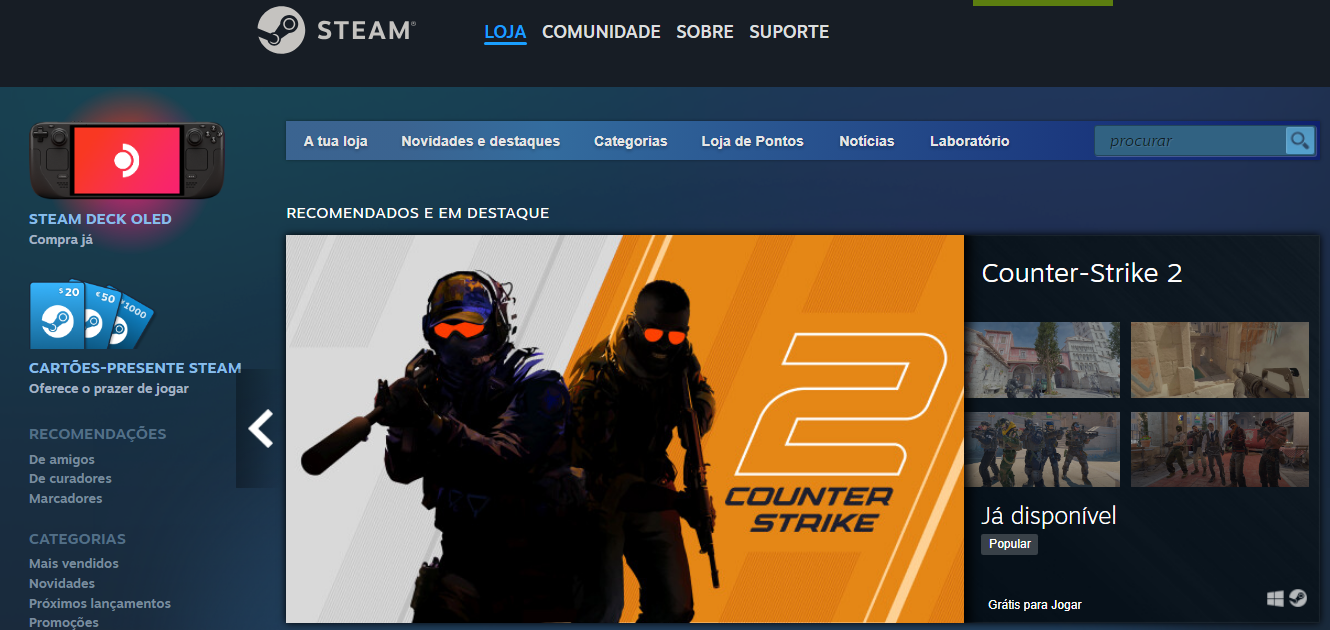 STEAM®
LOJA COMUNIDADE SOBRE SUPORTE
A tua loja Novidades e destaques Categorias Loja de Pontos Notícias Laboratório procurar
STEAM DECK OLED
Compra já
$20 €50 1000
CARTÕES-PRESENTE STEAM
Oferece o prazer de jogar
RECOMENDAÇÕES
De amigos
De curadores
Marcadores
CATEGORIAS
Mais vendidos
Novidades
Próximos lançamentos
Promoções
RECOMENDADOS E EM DESTAQUE
2
COUNTER
STRIKE
Counter-Strike 2
Já disponível
Popular
Grátis para Jogar